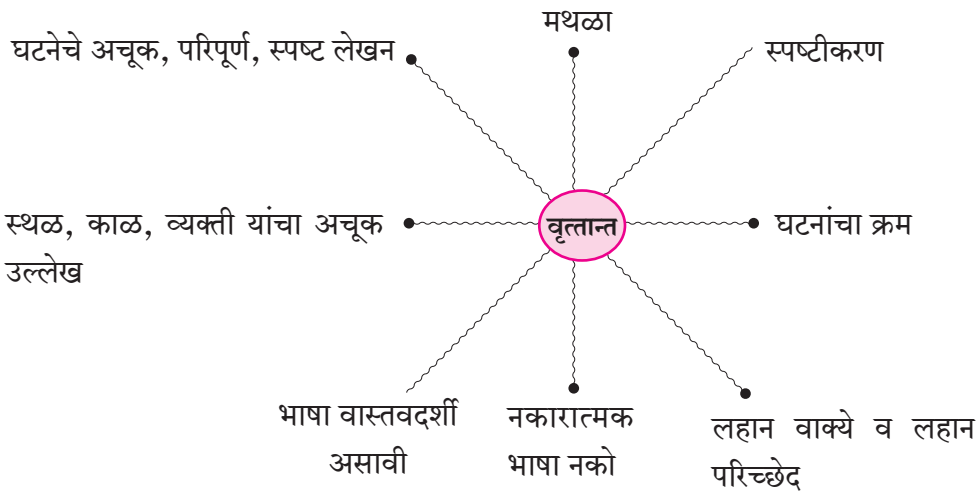 मथळा
घटनेचे अचूक, परिपूर्ण, स्पष्ट लेखन
स्पष्टीकरण
स्थळ, काळ, व्यक्ती यांचा अचूक
उल्लेख
वृत्तान्त
घटनांचा क्रम
भाषा वास्तवदर्शी
असावी
नकारात्मक
भाषा नको
लहान वाक्ये व लहान
परिच्छेद